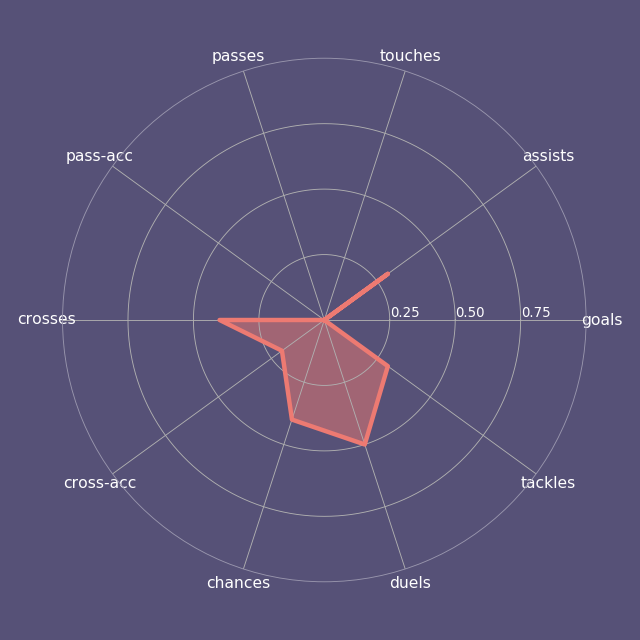 passes
touches
pass-acc
assists
crosses
0.25
0.50
0.75
goals
cross-acc
tackles
chances
duels